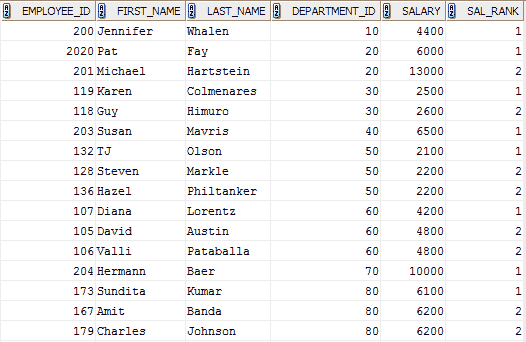 EMPLOYEE_ID FIRST_NAME LAST_NAME DEPARTMENT_ID SALARY SAL_RANK
200 Jennifer Whalen 10 4400 1
2020 Pat Fay 20 6000 1
201 Michael Hartstein 20 13000 2
119 Karen Colmenares 30 2500 1
118 Guy Himuro 30 2600 2
203 Susan Mavris 40 6500 1
132 TJ Olson 50 2100 1
128 Steven Markle 50 2200 2
136 Hazel Philtanker 50 2200 2
107 Diana Lorentz 60 4200 1
105 David Austin 60 4800 2
106 Valli Pataballa 60 4800 2
204 Hermann Baer 70 10000 1
173 Sundita Kumar 80 6100 1
167 Amit Banda 80 6200 2
179 Charles Johnson 80 6200 2